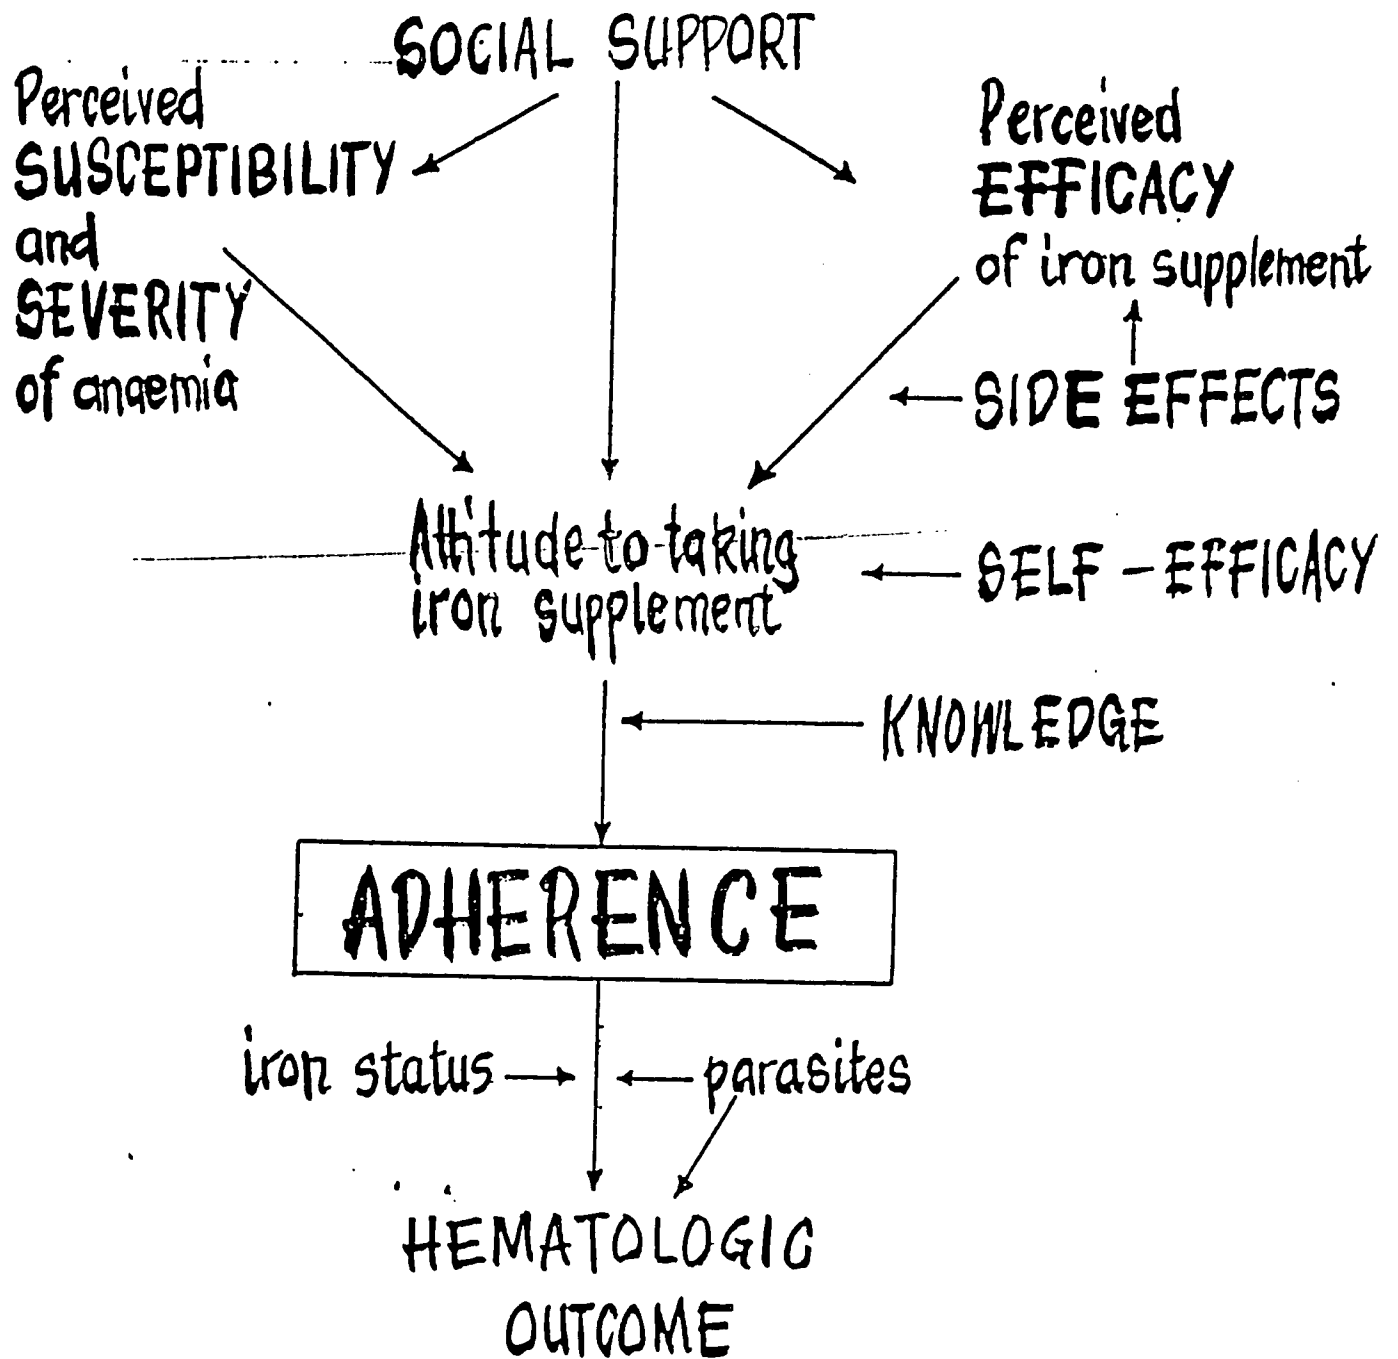 SOCIAL SUPPORT
Perceived
SUSCEPTIBILITY
and
SEVERITY
of anaemia
Perceived
EFFICACY
of iron supplement
SIDE EFFECTS
Attitude to taking
iron supplement
SELF - EFFICACY
KNOWLEDGE
ADHERENCE
iron status
parasites
HEMATOLOGIC
OUTCOME